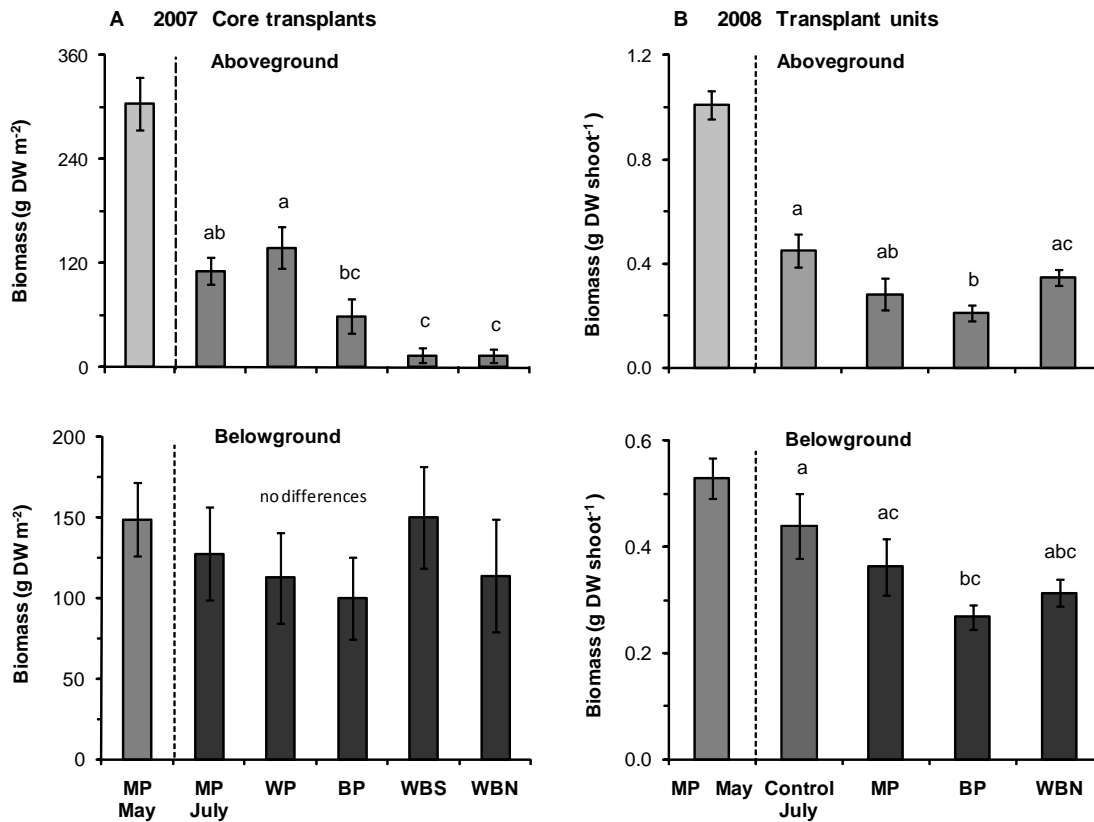 A 2007 Core transplants
Aboveground
Biomass (g DW m⁻²)
360
240
120
0
ab
a
bc
c
c
Belowground
no differences
Biomass (g DW m⁻²)
200
150
100
50
0
MP May
MP July
WP
BP
WBS
WBN
B 2008 Transplant units
Aboveground
Biomass (g DW shoot⁻¹)
1.2
0.8
0.4
0.0
a
ab
b
ac
Belowground
Biomass (g DW shoot⁻¹)
0.6
0.4
0.2
0.0
a
ac
bc
abc
MP May
Control July
MP
BP
WBN